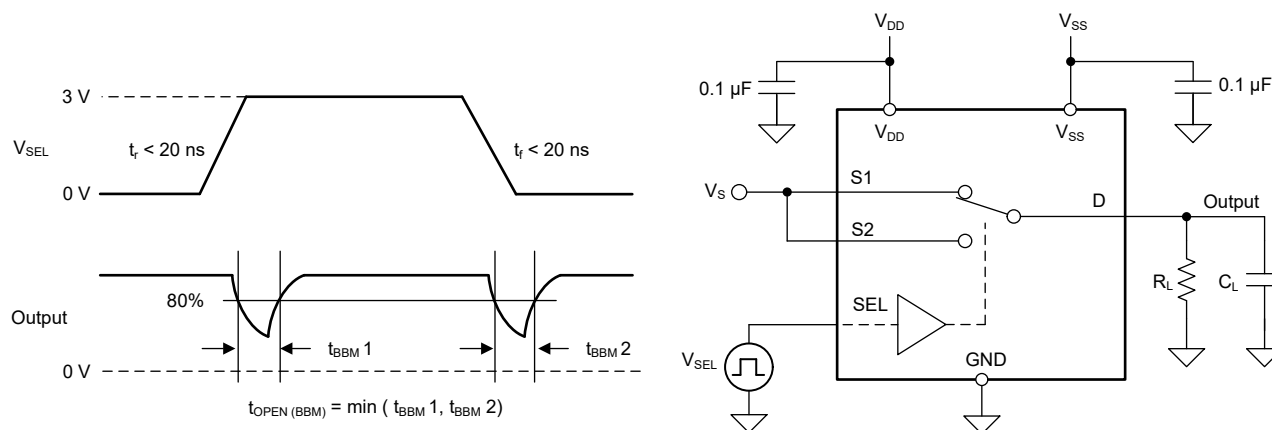 3 V
V_SEL
t_r < 20 ns
t_f < 20 ns
0 V
80%
Output
t_BBM 1
t_BBM 2
0 V
t_OPEN (BBM) = min ( t_BBM 1, t_BBM 2)
V_DD
V_SS
0.1 µF
0.1 µF
V_DD
V_SS
V_S
S1
D
Output
S2
R_L
C_L
SEL
V_SEL
GND